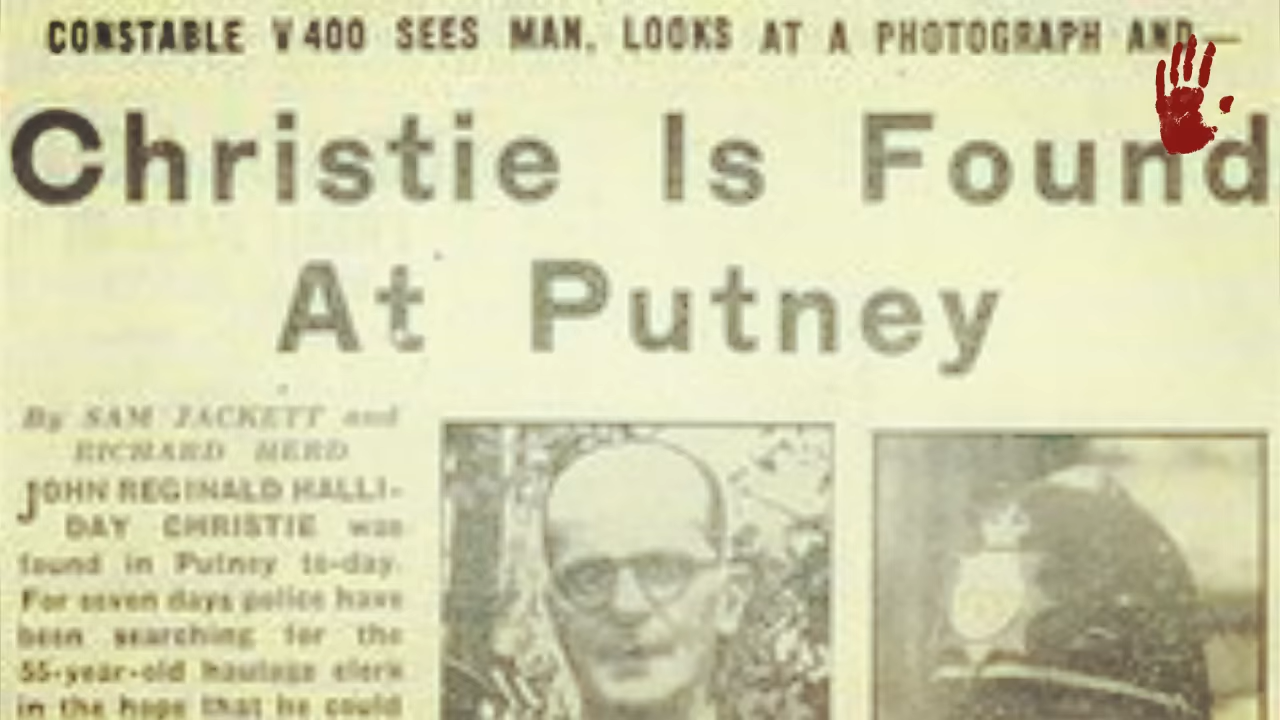 CONSTABLE V400 SEES MAN, LOOKS AT A PHOTOGRAPH AND—
Christie Is Found
At Putney
By SAM JACKETT and
RICHARD HERD
JOHN REGINALD HALLI-
DAY CHRISTIE was
found in Putney to-day.
For seven days police have
been searching for the
55-year-old haulage clerk
in the hope that he could